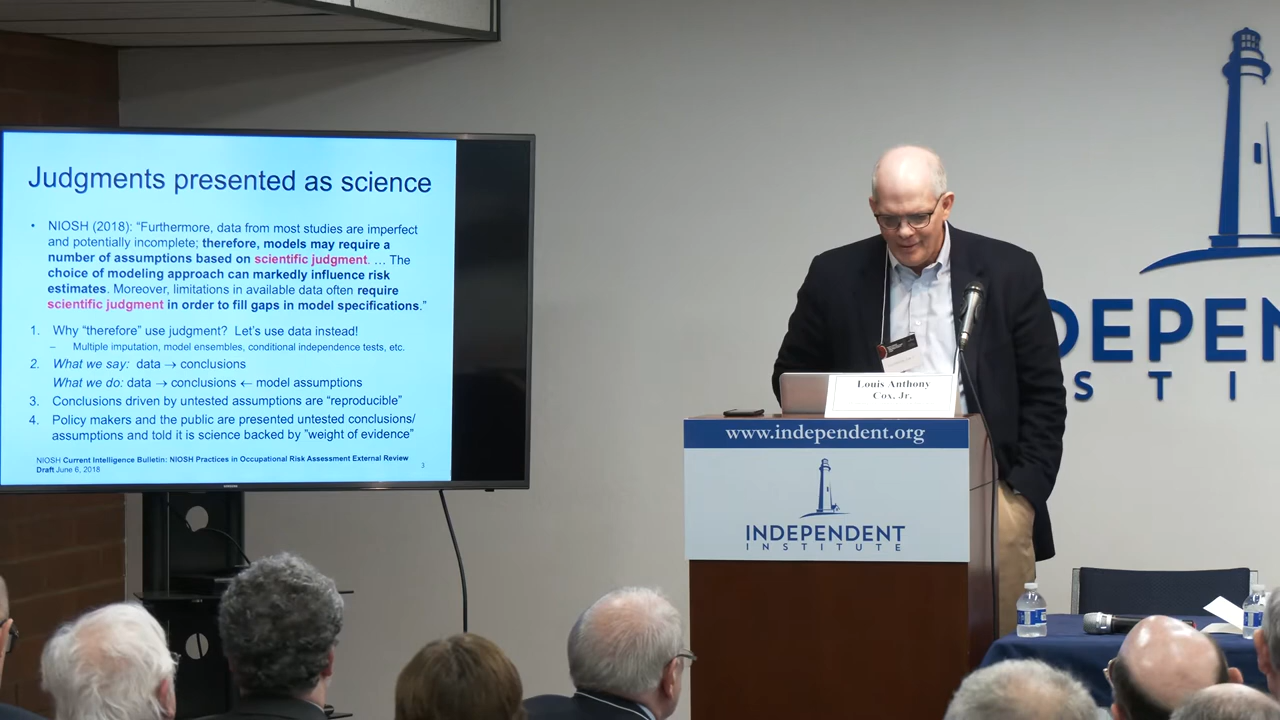 Judgments presented as science
• NIOSH (2018): “Furthermore, data from most studies are imperfect
and potentially incomplete; therefore, models may require a
number of assumptions based on scientific judgment. … The
choice of modeling approach can markedly influence risk
estimates. Moreover, limitations in available data often require
scientific judgment in order to fill gaps in model specifications.”
1. Why “therefore” use judgment? Let’s use data instead!
– Multiple imputation, model ensembles, conditional independence tests, etc.
2. What we say: data → conclusions
What we do: data → conclusions ← model assumptions
3. Conclusions driven by untested assumptions are “reproducible”
4. Policy makers and the public are presented untested conclusions/
assumptions and told it is science backed by ”weight of evidence”
NIOSH Current Intelligence Bulletin: NIOSH Practices in Occupational Risk Assessment External Review
Draft June 6, 2018
3
DEPEN
STI
Louis Anthony
Cox, Jr.
www.independent.org
INDEPENDENT
INSTITUTE